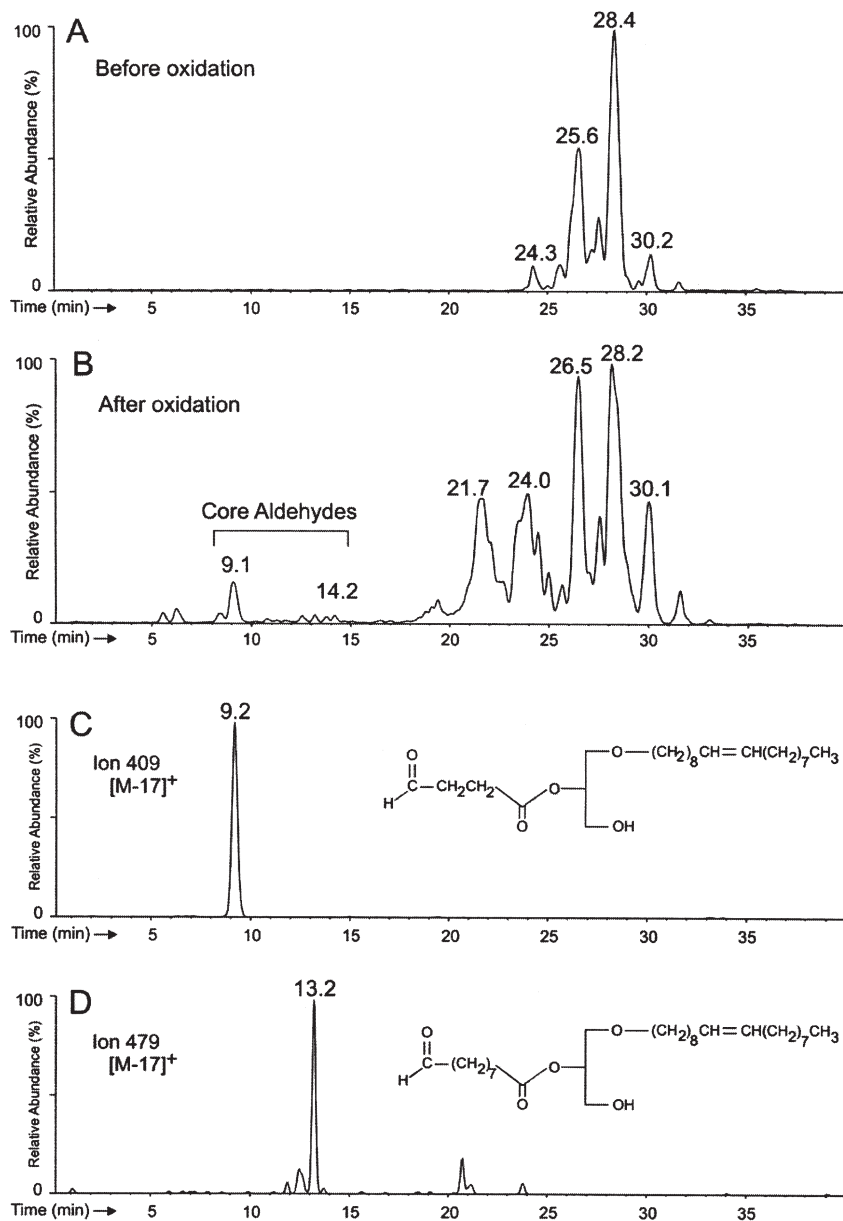 A
Before oxidation
Relative Abundance (%)
100
0
24.3
25.6
28.4
30.2
Time (min) →
5 10 15 20 25 30 35
B
After oxidation
Relative Abundance (%)
100
0
Core Aldehydes
9.1
14.2
21.7
24.0
26.5
28.2
30.1
Time (min) →
5 10 15 20 25 30 35
C
Ion 409
[M-17]+
Relative Abundance (%)
100
0
9.2
O
H C—CH2CH2 O O O—(CH2)8CH=CH(CH2)7CH3
OH
Time (min) →
5 10 15 20 25 30 35
D
Ion 479
[M-17]+
Relative Abundance (%)
100
0
13.2
O
H C—(CH2)7 O O O—(CH2)8CH=CH(CH2)7CH3
OH
Time (min) →
5 10 15 20 25 30 35